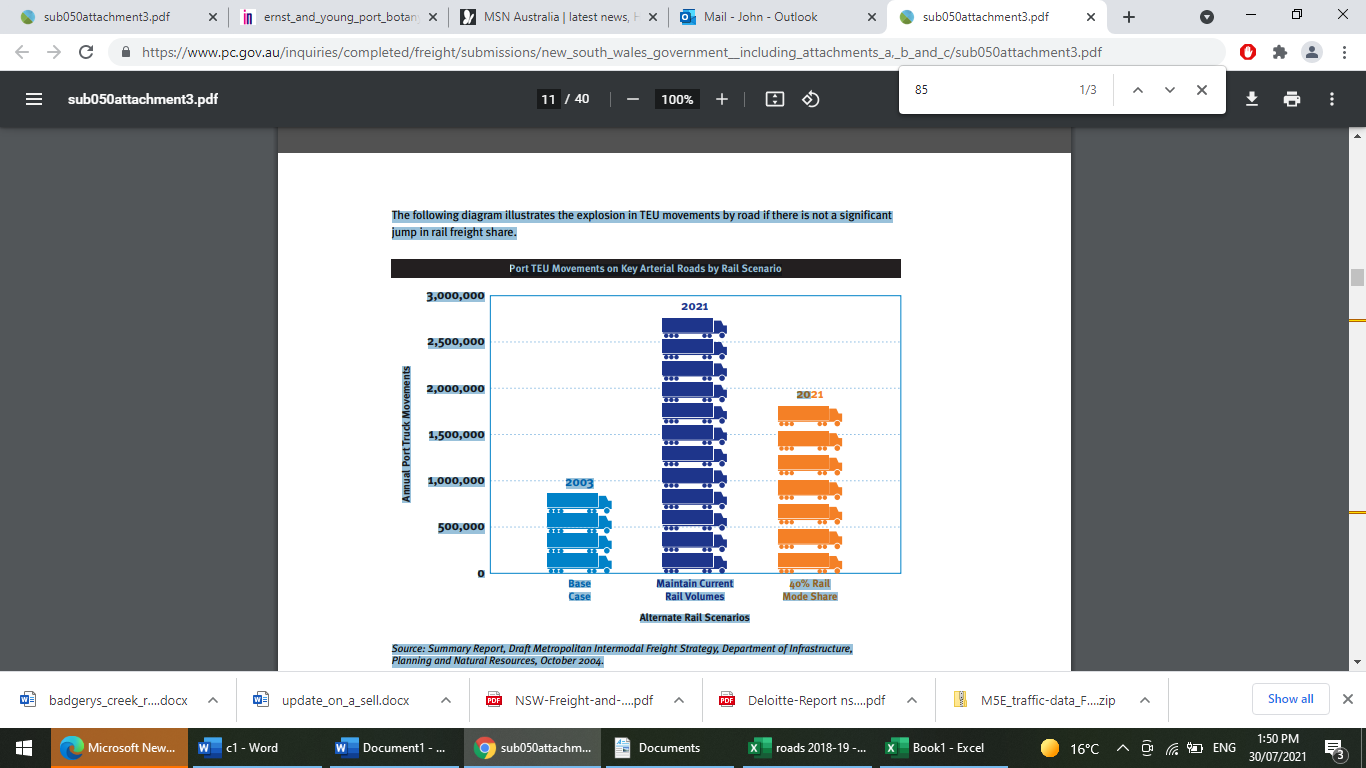 sub050attachment3.pdf
ernst_and_young_port_botan
MSN Australia | latest news, H
Mail - John - Outlook
sub050attachment3.pdf
https://www.pc.gov.au/inquiries/completed/freight/submissions/new_south_wales_government__including_attachments_a,_b_and_c/sub050attachment3.pdf
sub050attachment3.pdf
11 / 40
100%
85
1/3
The following diagram illustrates the explosion in TEU movements by road if there is not a significant
jump in rail freight share.
Port TEU Movements on Key Arterial Roads by Rail Scenario
Annual Port Truck Movements
3,000,000
2,500,000
2,000,000
1,500,000
1,000,000
500,000
0
2003
2021
2021
Base
Case
Maintain Current
Rail Volumes
40% Rail
Mode Share
Alternate Rail Scenarios
Source: Summary Report, Draft Metropolitan Intermodal Freight Strategy, Department of Infrastructure,
Planning and Natural Resources, October 2004.
badgerys_creek_r....docx
update_on_a_sell.docx
PDF
NSW-Freight-and-....pdf
PDF
Deloitte-Report ns....pdf
M5E_traffic-data_F....zip
Show all
Microsoft New...
c1 - Word
Document1 - ...
sub050attachm...
Documents
roads 2018-19 -...
Book1 - Excel
16°C
ENG
1:50 PM
30/07/2021
3